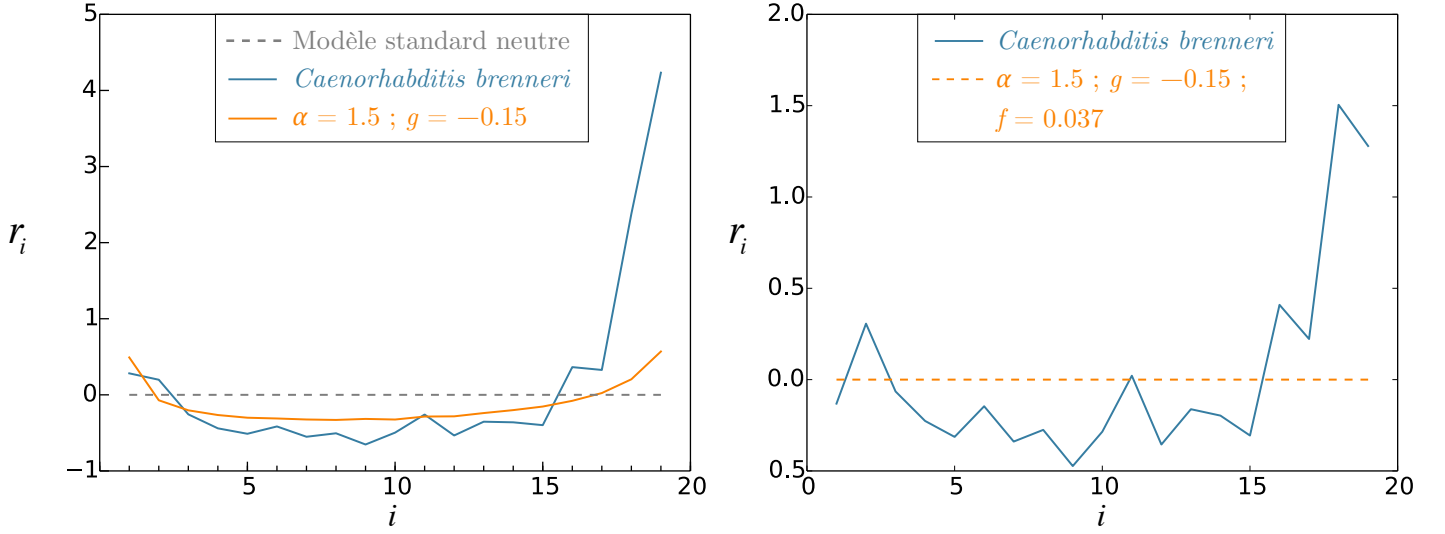 5
4
3
2
1
0
−1
5
10
15
20
r_i
i
Modèle standard neutre
Caenorhabditis brenneri
α = 1.5 ; g = −0.15
2.0
1.5
1.0
0.5
0.0
0.5
0
5
10
15
20
r_i
i
Caenorhabditis brenneri
α = 1.5 ; g = −0.15 ;
f = 0.037